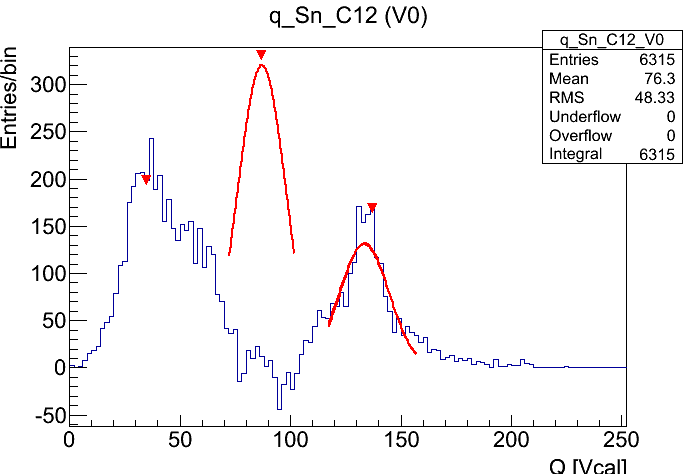 q_Sn_C12 (V0)
q_Sn_C12_V0
Entries 6315
Mean 76.3
RMS 48.33
Underflow 0
Overflow 0
Integral 6315
Entries/bin
300
250
200
150
100
50
0
-50
0 50 100 150 200 250
Q [Vcal]